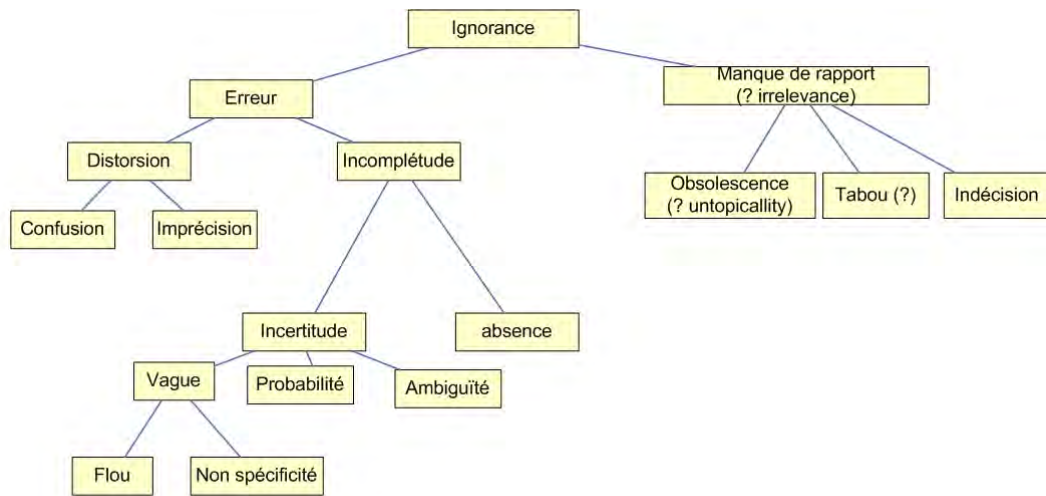 Ignorance
Manque de rapport
(? irrelevance)
Erreur
Distorsion
Incomplétude
Obsolescence
(? untopicallity)
Tabou (?)
Indécision
Confusion
Imprécision
Incertitude
absence
Vague
Probabilité
Ambiguïté
Flou
Non spécificité